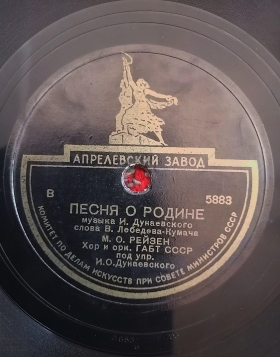 АПРЕЛЕВСКИЙ ЗАВОД
В 5883
ПЕСНЯ О РОДИНЕ
музыка И. Дунаевского
слова В. Лебедева-Кумача
М. О. РЕЙЗЕН
Хор и орк. ГАБТ СССР
под упр.
И. О. Дунаевского
КОМИТЕТ ПО ДЕЛАМ ИСКУССТВ ПРИ СОВЕТЕ МИНИСТРОВ СССР